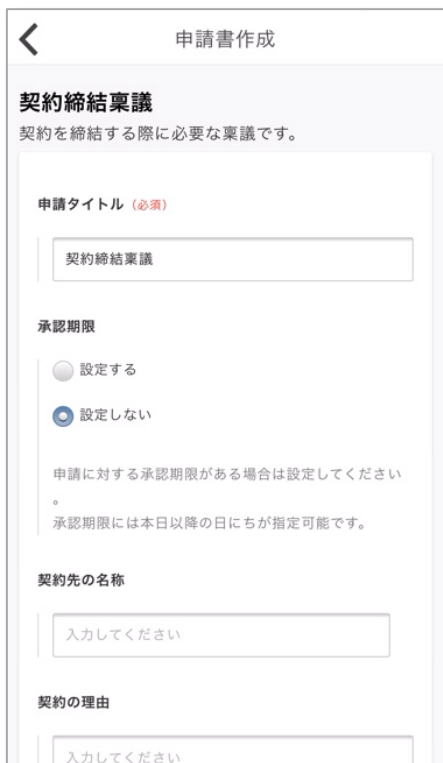 申請書作成
契約締結稟議
契約を締結する際に必要な稟議です。
申請タイトル（必須）
契約締結稟議
承認期限
設定する
設定しない
申請に対する承認期限がある場合は設定してください
。
承認期限には本日以降の日にちが指定可能です。
契約先の名称
入力してください
契約の理由
入力してください